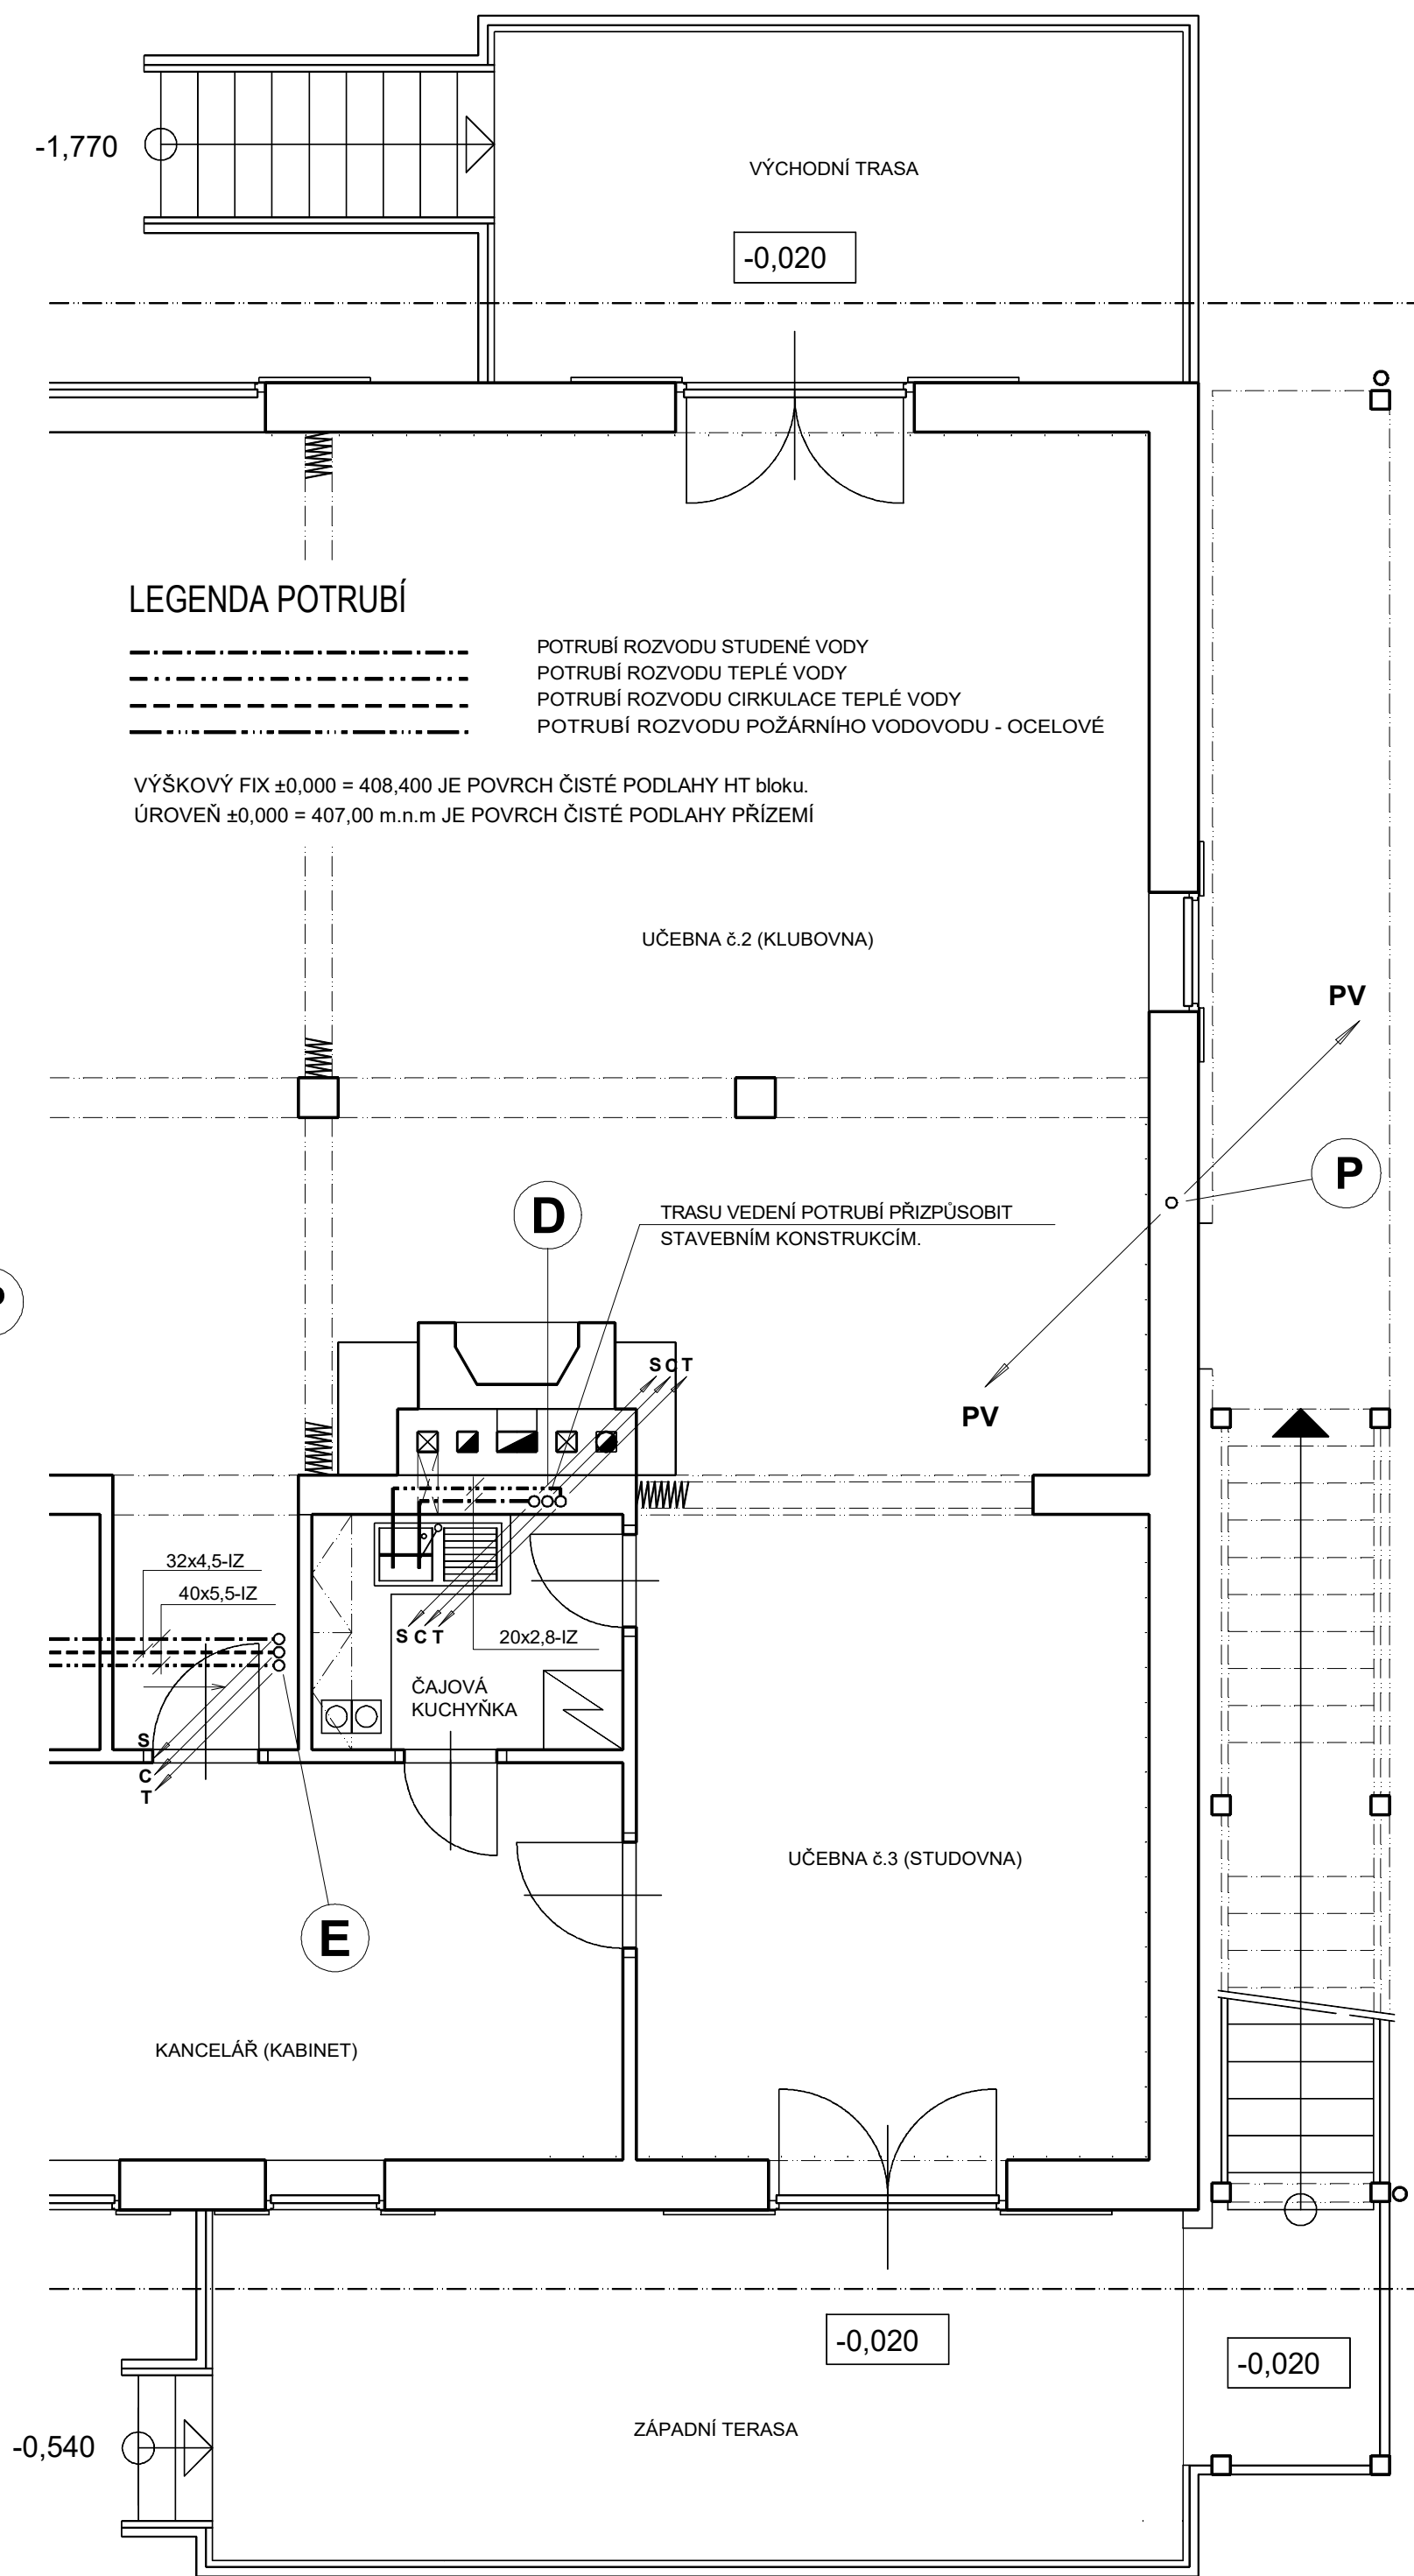 -1,770
VÝCHODNÍ TRASA
-0,020
LEGENDA POTRUBÍ
POTRUBÍ ROZVODU STUDENÉ VODY
POTRUBÍ ROZVODU TEPLÉ VODY
POTRUBÍ ROZVODU CIRKULACE TEPLÉ VODY
POTRUBÍ ROZVODU POŽÁRNÍHO VODOVODU - OCELOVÉ
VÝŠKOVÝ FIX ±0,000 = 408,400 JE POVRCH ČISTÉ PODLAHY HT bloku.
ÚROVEŇ ±0,000 = 407,00 m.n.m JE POVRCH ČISTÉ PODLAHY PŘÍZEMÍ
UČEBNA č.2 (KLUBOVNA)
PV
P
D
TRASU VEDENÍ POTRUBÍ PŘIZPŮSOBIT
STAVEBNÍM KONSTRUKCÍM.
S C T
PV
32x4,5-IZ
40x5,5-IZ
S C T
20x2,8-IZ
ČAJOVÁ
KUCHYŇKA
S
C
T
UČEBNA č.3 (STUDOVNA)
E
KANCELÁŘ (KABINET)
-0,020
-0,020
ZÁPADNÍ TERASA
-0,540